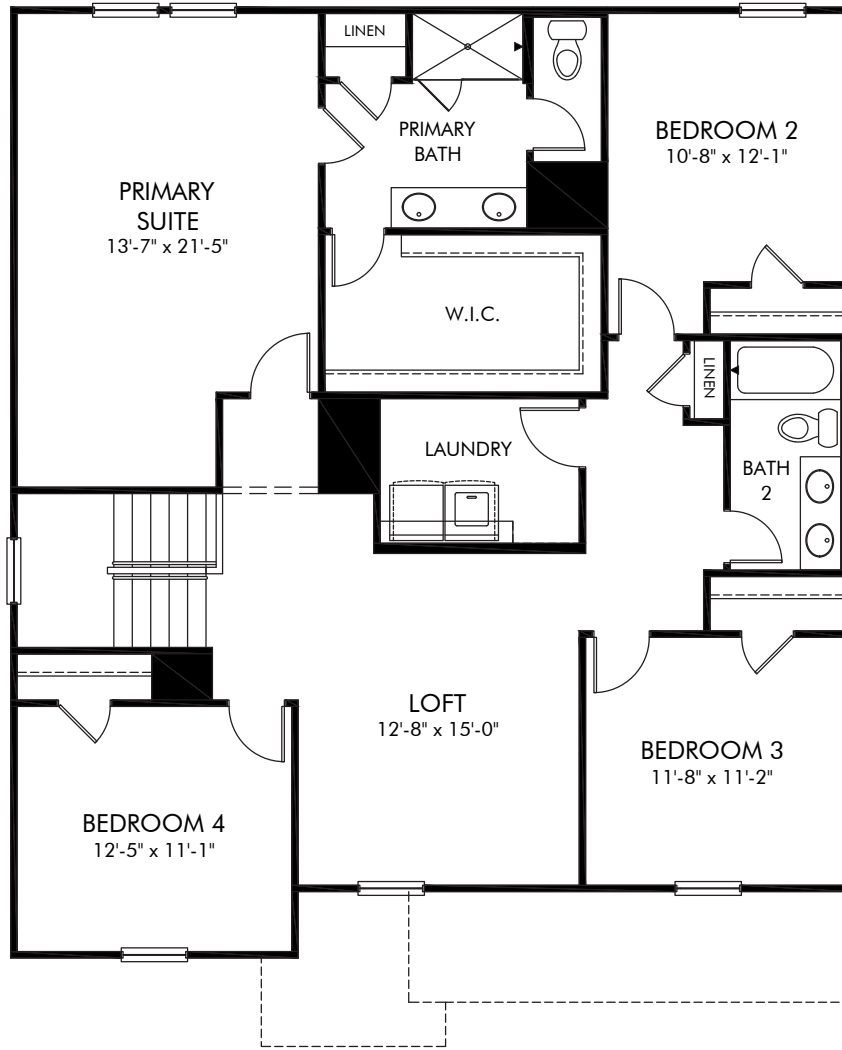 LINEN
PRIMARY
BATH
BEDROOM 2
10'-8" x 12'-1"
PRIMARY
SUITE
13'-7" x 21'-5"
W.I.C.
LINEN
LAUNDRY
BATH
2
LOFT
12'-8" x 15'-0"
BEDROOM 3
11'-8" x 11'-2"
BEDROOM 4
12'-5" x 11'-1"